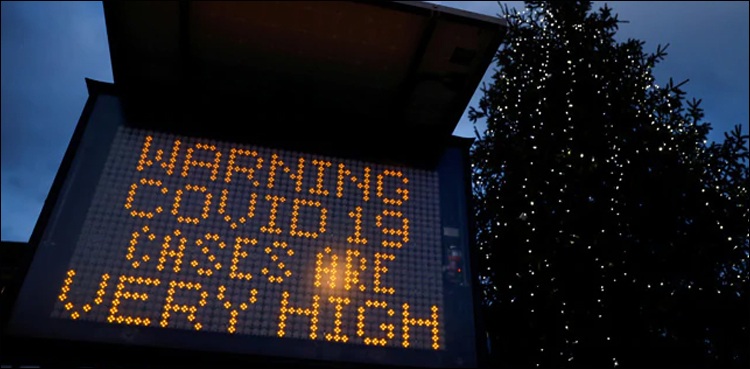 WARNING
COVID 19
CASES ARE
VERY HIGH